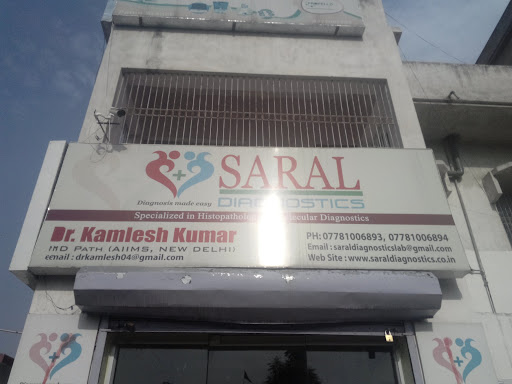 SARAL
DIAGNOSTICS
Diagnosis made easy
Specialized in Histopatholo Molecular Diagnostics
Dr. Kamlesh Kumar
MD PATH (AIIMS, NEW DELHI)
email : drkamlesh04@gmail.com
PH: 07781006893, 07781006894
Email : saraldiagnosticslab@gmail.com
Web Site : www.saraldiagnostics.co.in